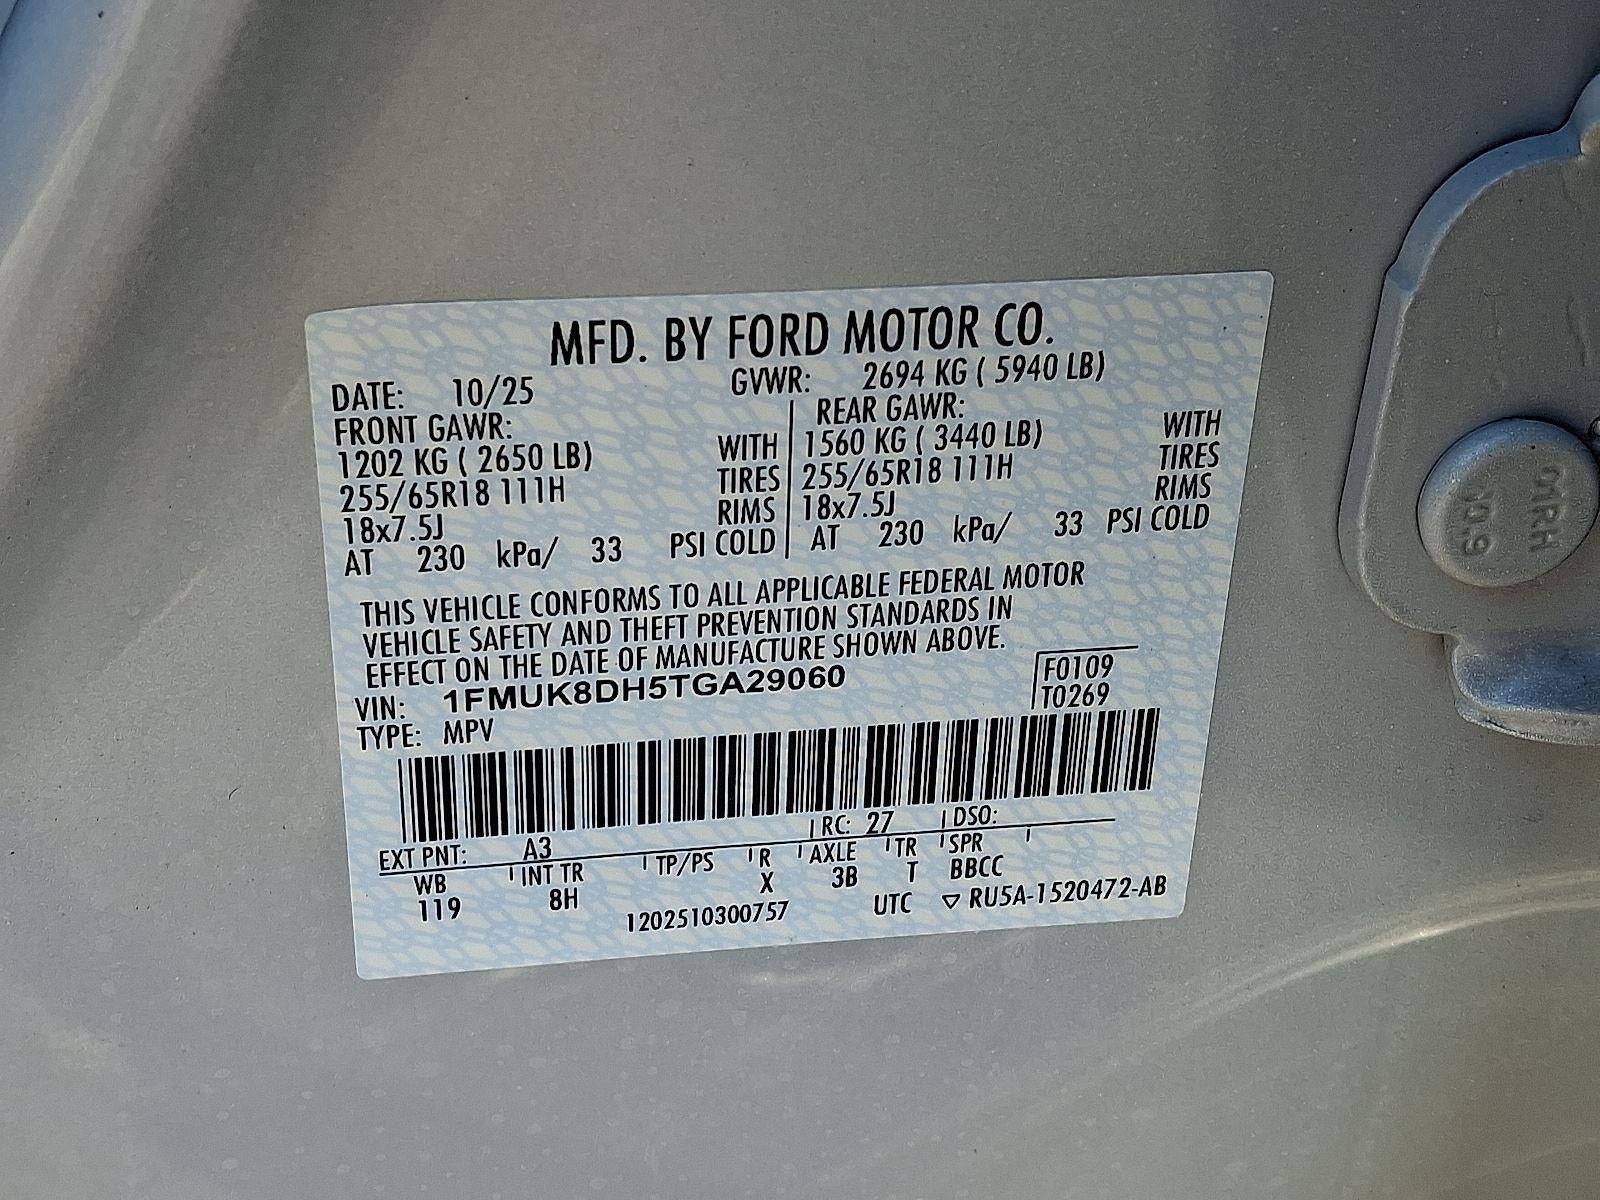 MFD. BY FORD MOTOR CO.
DATE: 10/25 GVWR: 2694 KG ( 5940 LB)
FRONT GAWR: REAR GAWR:
1202 KG ( 2650 LB) WITH 1560 KG ( 3440 LB) WITH
255/65R18 111H TIRES 255/65R18 111H TIRES
18x7.5J RIMS 18x7.5J RIMS
AT 230 kPa/ 33 PSI COLD AT 230 kPa/ 33 PSI COLD
THIS VEHICLE CONFORMS TO ALL APPLICABLE FEDERAL MOTOR
VEHICLE SAFETY AND THEFT PREVENTION STANDARDS IN
EFFECT ON THE DATE OF MANUFACTURE SHOWN ABOVE.
VIN: 1FMUK8DH5TGA29060 F0109
TYPE: MPV T0269
EXT PNT: A3 RC: 27 DSO:
WB INT TR TP/PS R AXLE TR SPR
119 8H X 3B T BBCC
1202510300757 UTC ▽ RU5A-1520472-AB
MRH
10.9